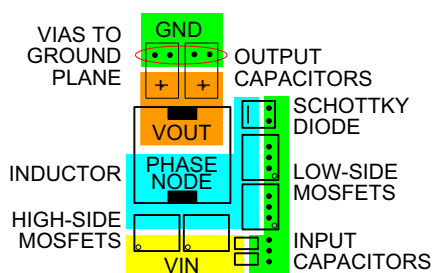 VIAS TO
GROUND
PLANE
GND
OUTPUT
CAPACITORS
+ +
VOUT
SCHOTTKY
DIODE
INDUCTOR
PHASE
NODE
LOW-SIDE
MOSFETS
HIGH-SIDE
MOSFETS
VIN
INPUT
CAPACITORS